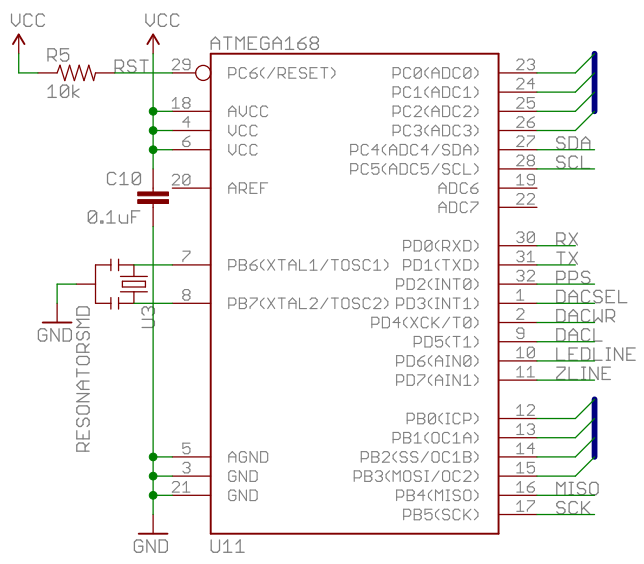 VCC
VCC
R5
10k
RST
ATMEGA168
29 PC6(/RESET)
18 AVCC
4 VCC
6 VCC
C10
0.1uF
20 AREF
7 PB6(XTAL1/TOSC1)
8 PB7(XTAL2/TOSC2)
U3
RESONATORSMD
GND
5 AGND
3 GND
21 GND
GND
U11
PC0(ADC0) 23
PC1(ADC1) 24
PC2(ADC2) 25
PC3(ADC3) 26
PC4(ADC4/SDA) 27 SDA
PC5(ADC5/SCL) 28 SCL
ADC6 19
ADC7 22
PD0(RXD) 30 RX
PD1(TXD) 31 TX
PD2(INT0) 32 PPS
PD3(INT1) 1 DACSEL
PD4(XCK/T0) 2 DACWR
PD5(T1) 9 DACL
PD6(AIN0) 10 LEDLINE
PD7(AIN1) 11 ZLINE
PB0(ICP) 12
PB1(OC1A) 13
PB2(SS/OC1B) 14
PB3(MOSI/OC2) 15
PB4(MISO) 16 MISO
PB5(SCK) 17 SCK